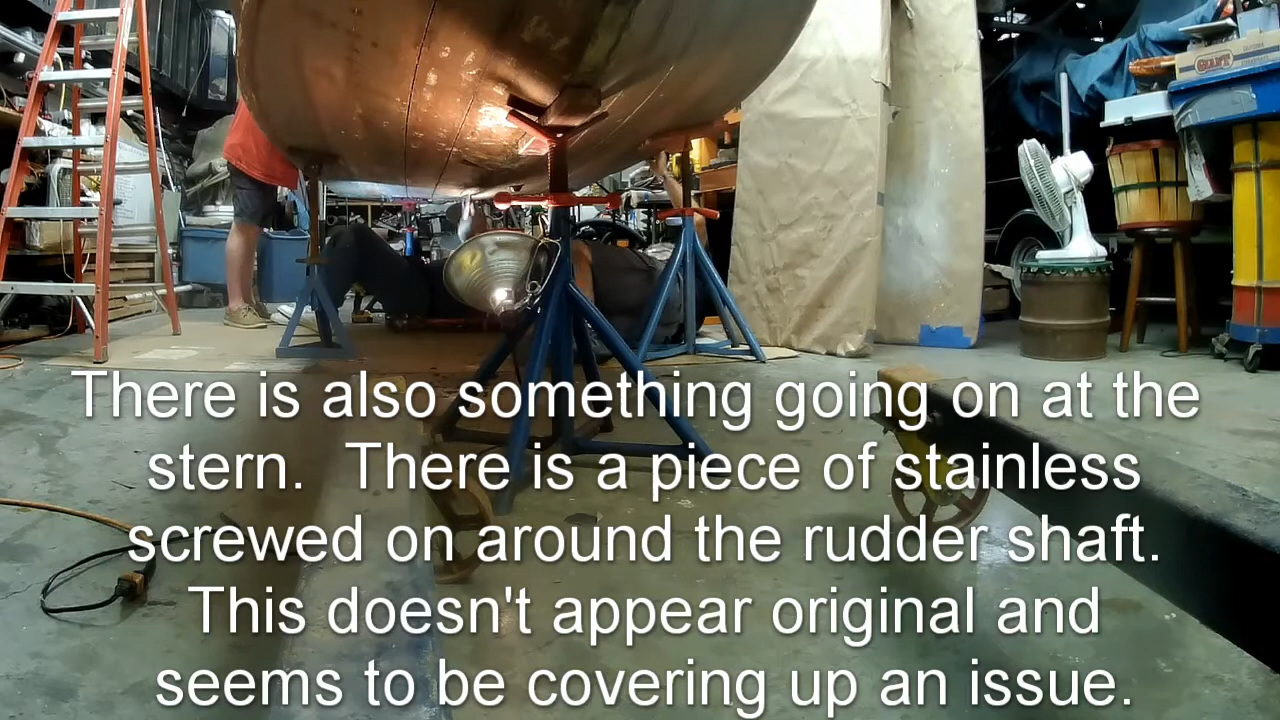 GIANT
There is also something going on at the
stern.  There is a piece of stainless
screwed on around the rudder shaft.
This doesn't appear original and
seems to be covering up an issue.